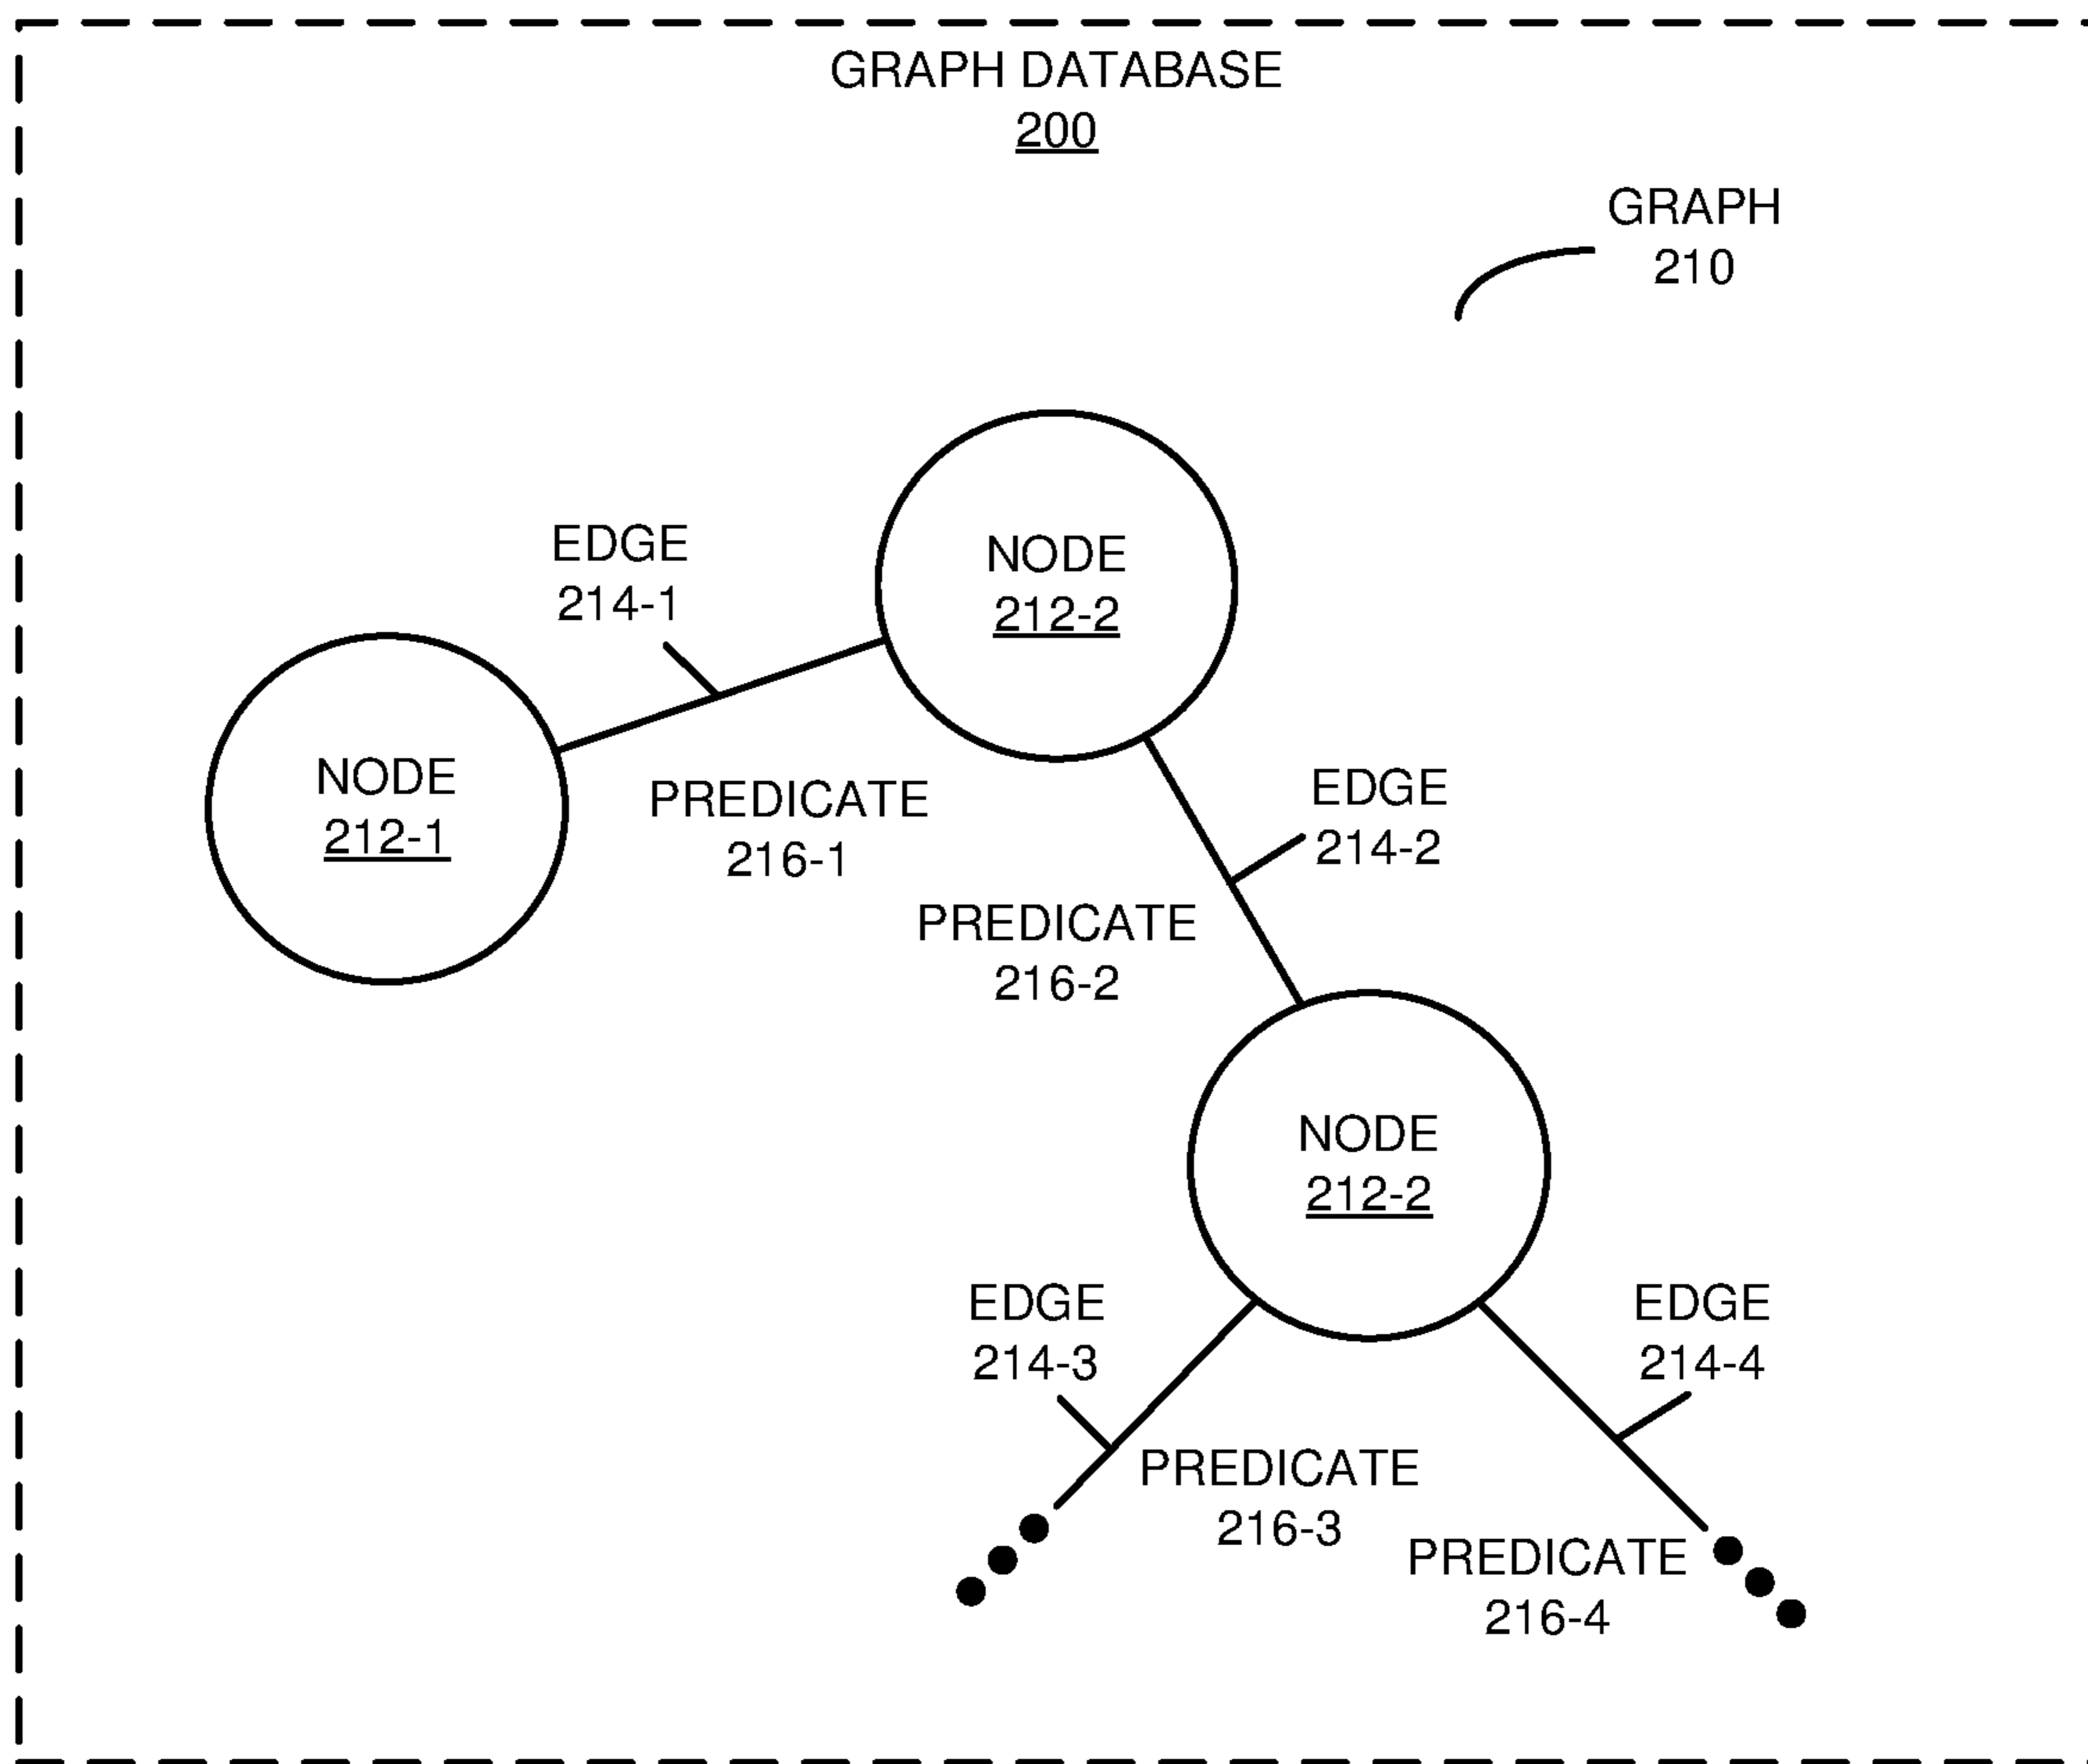 GRAPH DATABASE
200
GRAPH
210
EDGE
214-1
NODE
212-2
NODE
212-1
PREDICATE
216-1
EDGE
214-2
PREDICATE
216-2
NODE
212-2
EDGE
214-3
EDGE
214-4
PREDICATE
216-3
PREDICATE
216-4